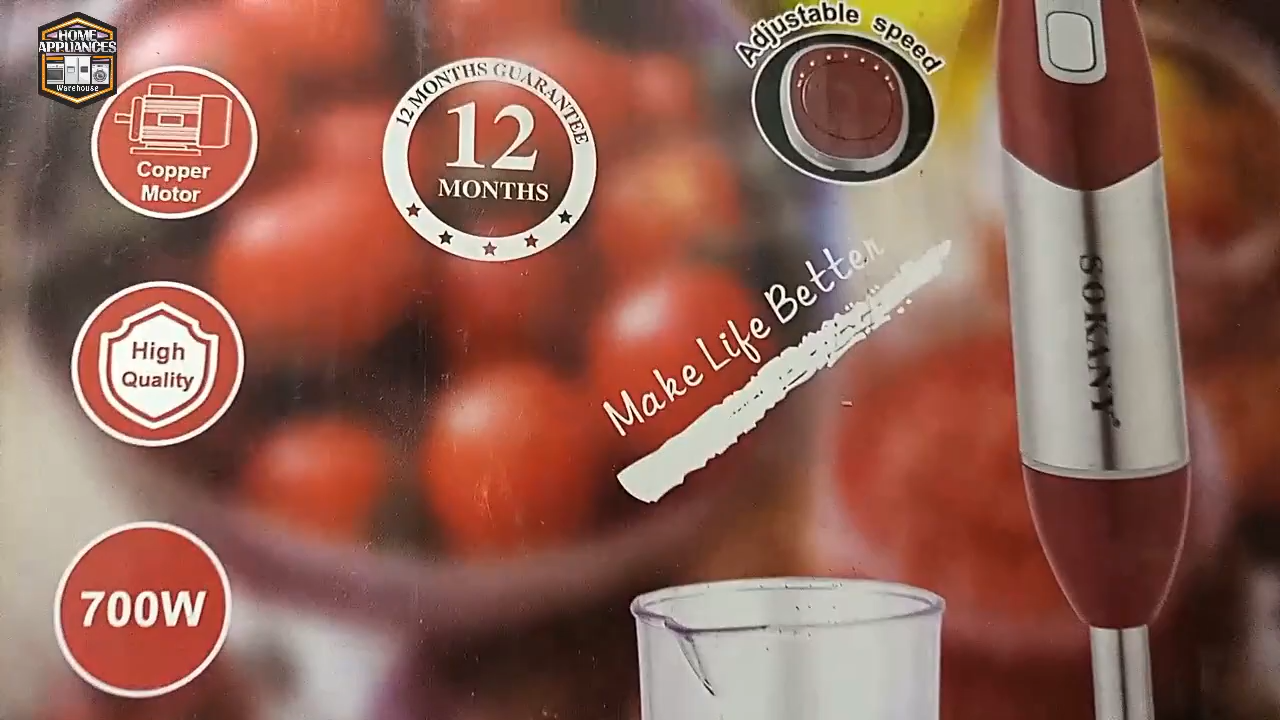 HOME
APPLIANCES
Warehouse
Copper
Motor
12 MONTHS GUARANTEE
12
MONTHS
Adjustable speed
High
Quality
Make Life Better
SOKANY®
700W